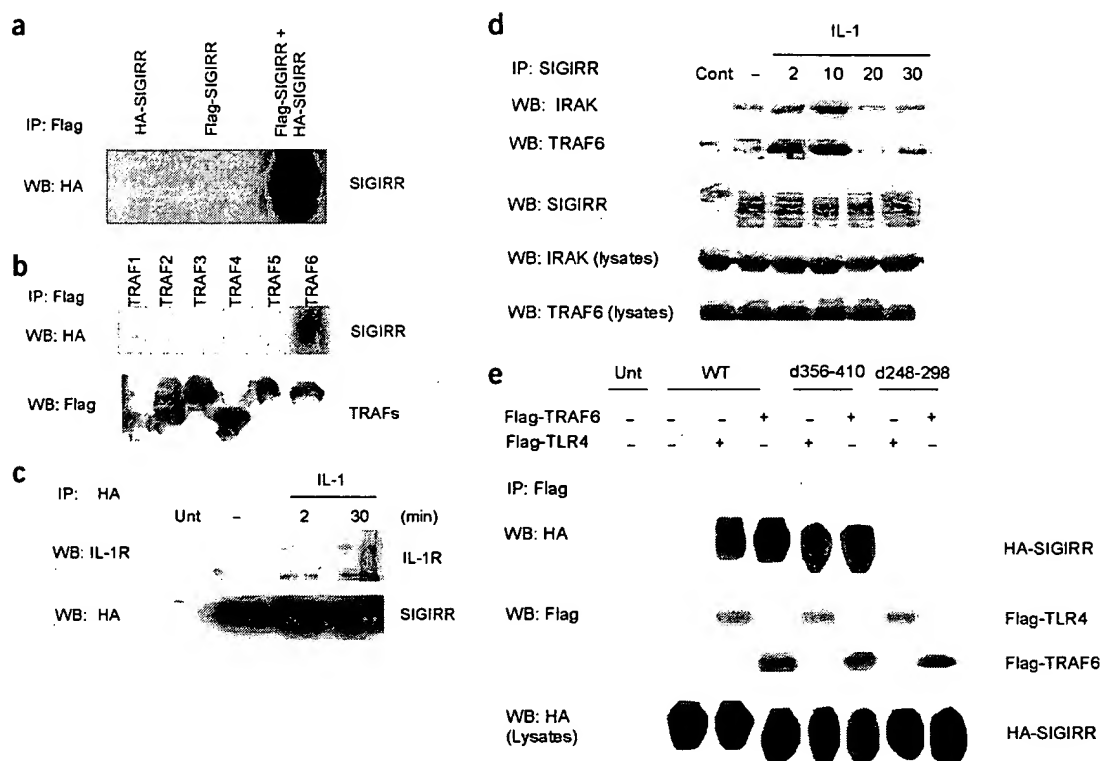 a
HA-SIGIRR
Flag-SIGIRR
Flag-SIGIRR +
HA-SIGIRR
IP: Flag
WB: HA
SIGIRR
b
TRAF1
TRAF2
TRAF3
TRAF4
TRAF5
TRAF6
IP: Flag
WB: HA
SIGIRR
WB: Flag
TRAFs
c
IP: HA
IL-1
Unt – 2 30 (min)
WB: IL-1R
IL-1R
WB: HA
SIGIRR
d
IL-1
IP: SIGIRR
Cont – 2 10 20 30
WB: IRAK
WB: TRAF6
WB: SIGIRR
WB: IRAK (lysates)
WB: TRAF6 (lysates)
e
Unt WT d356-410 d248-298
Flag-TRAF6 – – – + – + – +
Flag-TLR4 – – + – + – + –
IP: Flag
WB: HA
HA-SIGIRR
WB: Flag
Flag-TLR4
Flag-TRAF6
WB: HA
(Lysates)
HA-SIGIRR